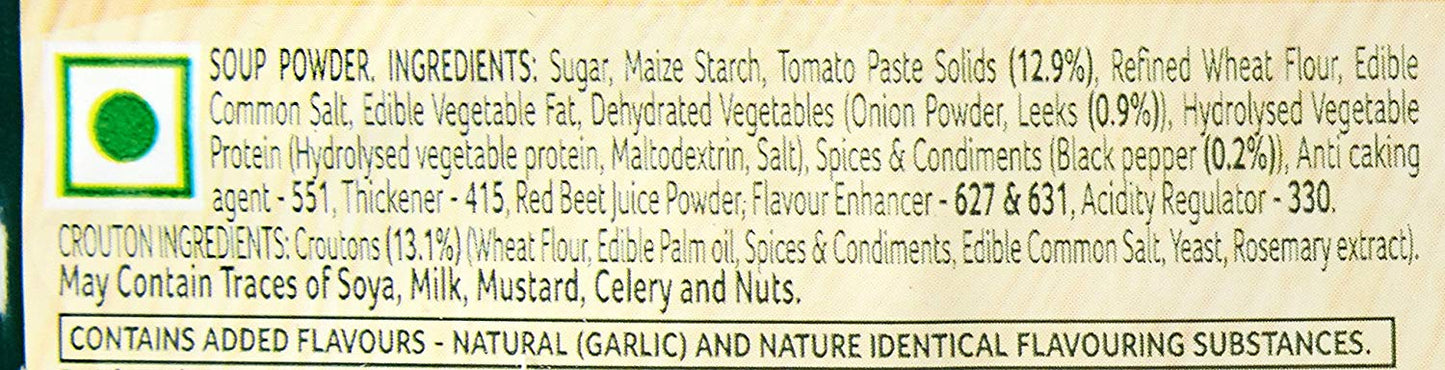 SOUP POWDER. INGREDIENTS: Sugar, Maize Starch, Tomato Paste Solids (12.9%), Refined Wheat Flour, Edible
Common Salt, Edible Vegetable Fat, Dehydrated Vegetables (Onion Powder, Leeks (0.9%)), Hydrolysed Vegetable
Protein (Hydrolysed vegetable protein, Maltodextrin, Salt), Spices & Condiments (Black pepper (0.2%)), Anti caking
agent - 551, Thickener - 415, Red Beet Juice Powder, Flavour Enhancer - 627 & 631, Acidity Regulator - 330.
CROUTON INGREDIENTS: Croutons (13.1%) (Wheat Flour, Edible Palm oil, Spices & Condiments, Edible Common Salt, Yeast, Rosemary extract).
May Contain Traces of Soya, Milk, Mustard, Celery and Nuts.
CONTAINS ADDED FLAVOURS - NATURAL (GARLIC) AND NATURE IDENTICAL FLAVOURING SUBSTANCES.